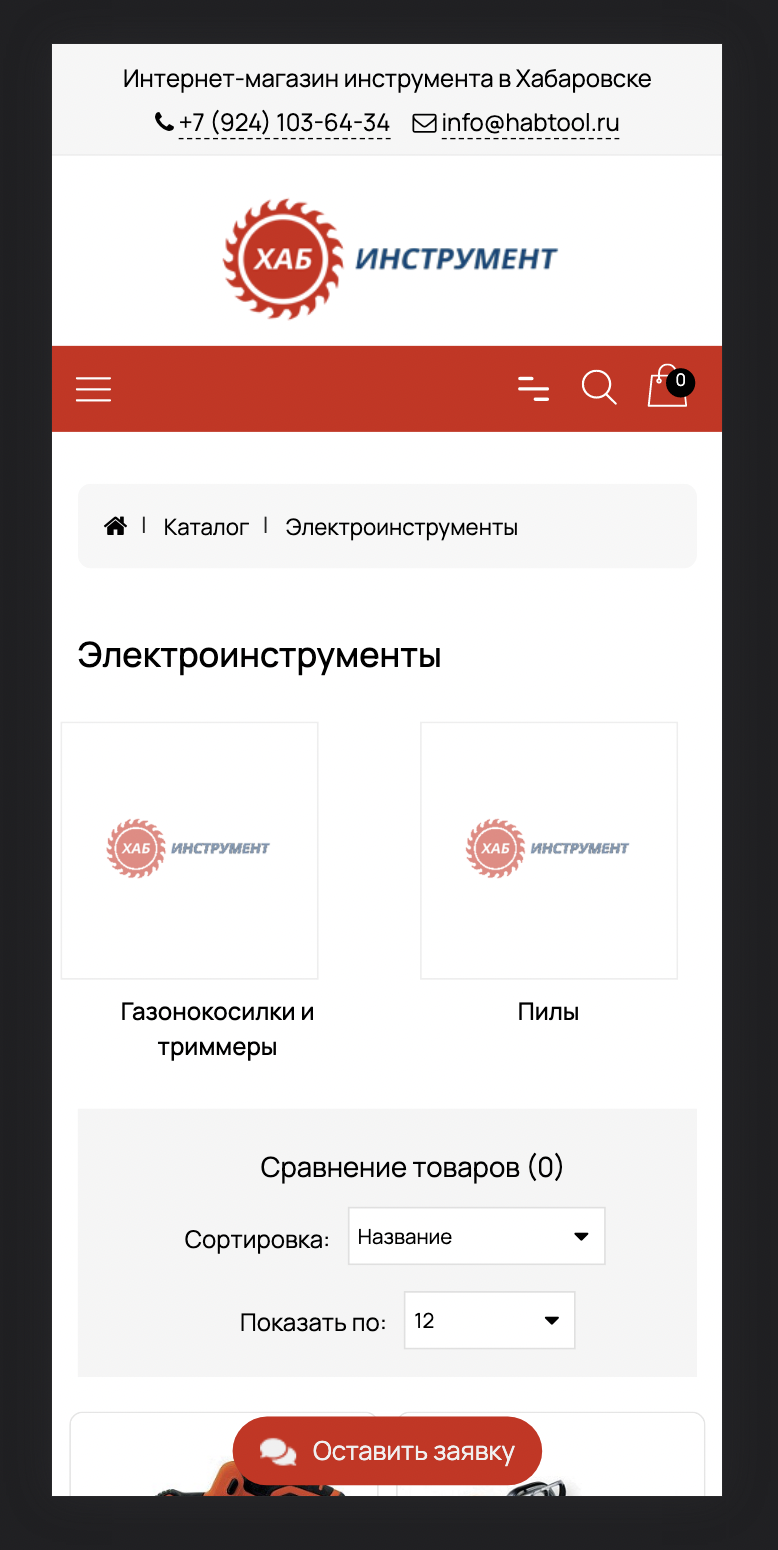 Интернет-магазин инструмента в Хабаровске
+7 (924) 103-64-34 info@habtool.ru
ХАБ ИНСТРУМЕНТ
0
Каталог | Электроинструменты
Электроинструменты
ХАБ ИНСТРУМЕНТ ХАБ ИНСТРУМЕНТ
Газонокосилки и Пилы
триммеры
Сравнение товаров (0)
Сортировка: Название
Показать по: 12
Оставить заявку